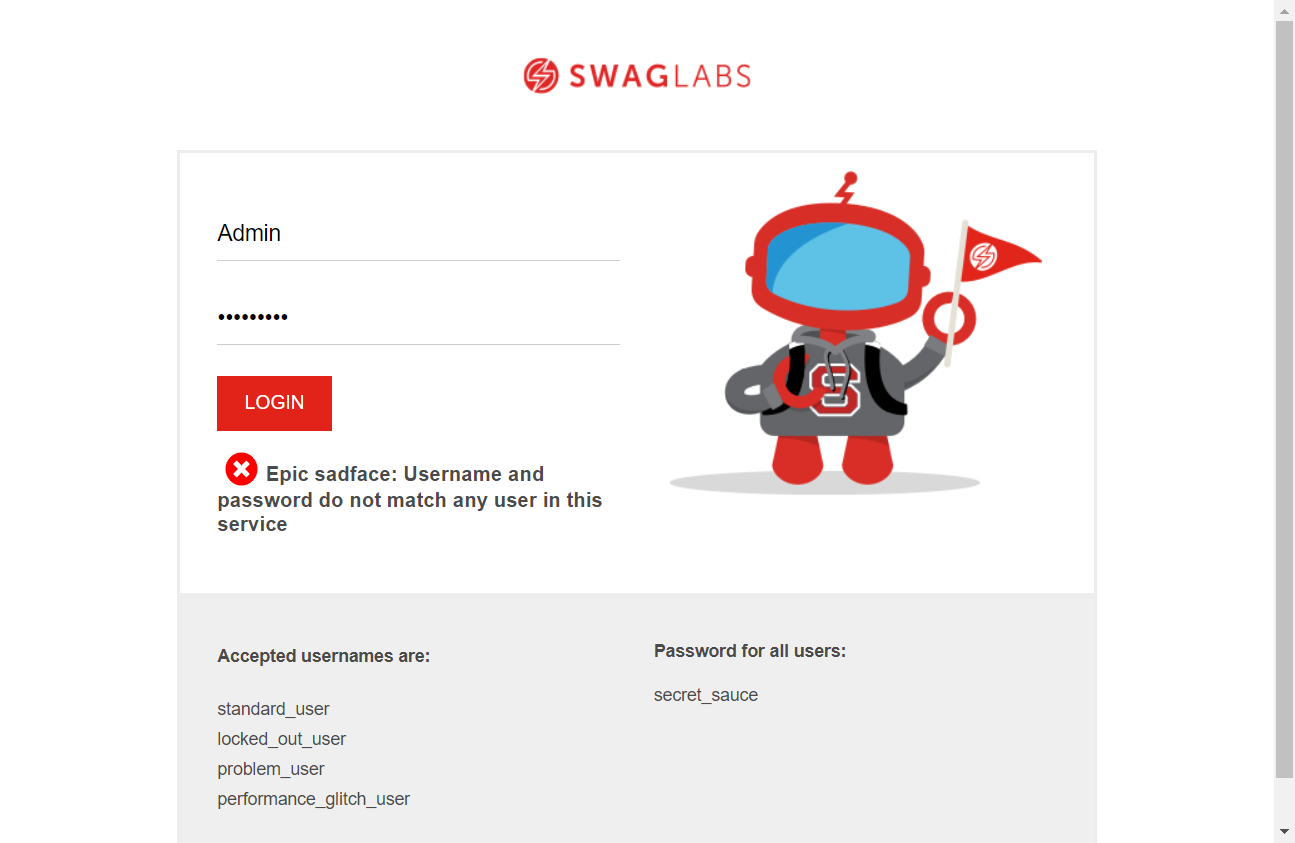 SWAGLABS
Admin
•••••••••
LOGIN
Epic sadface: Username and
password do not match any user in this
service
S
Accepted usernames are:
standard_user
locked_out_user
problem_user
performance_glitch_user
Password for all users:
secret_sauce